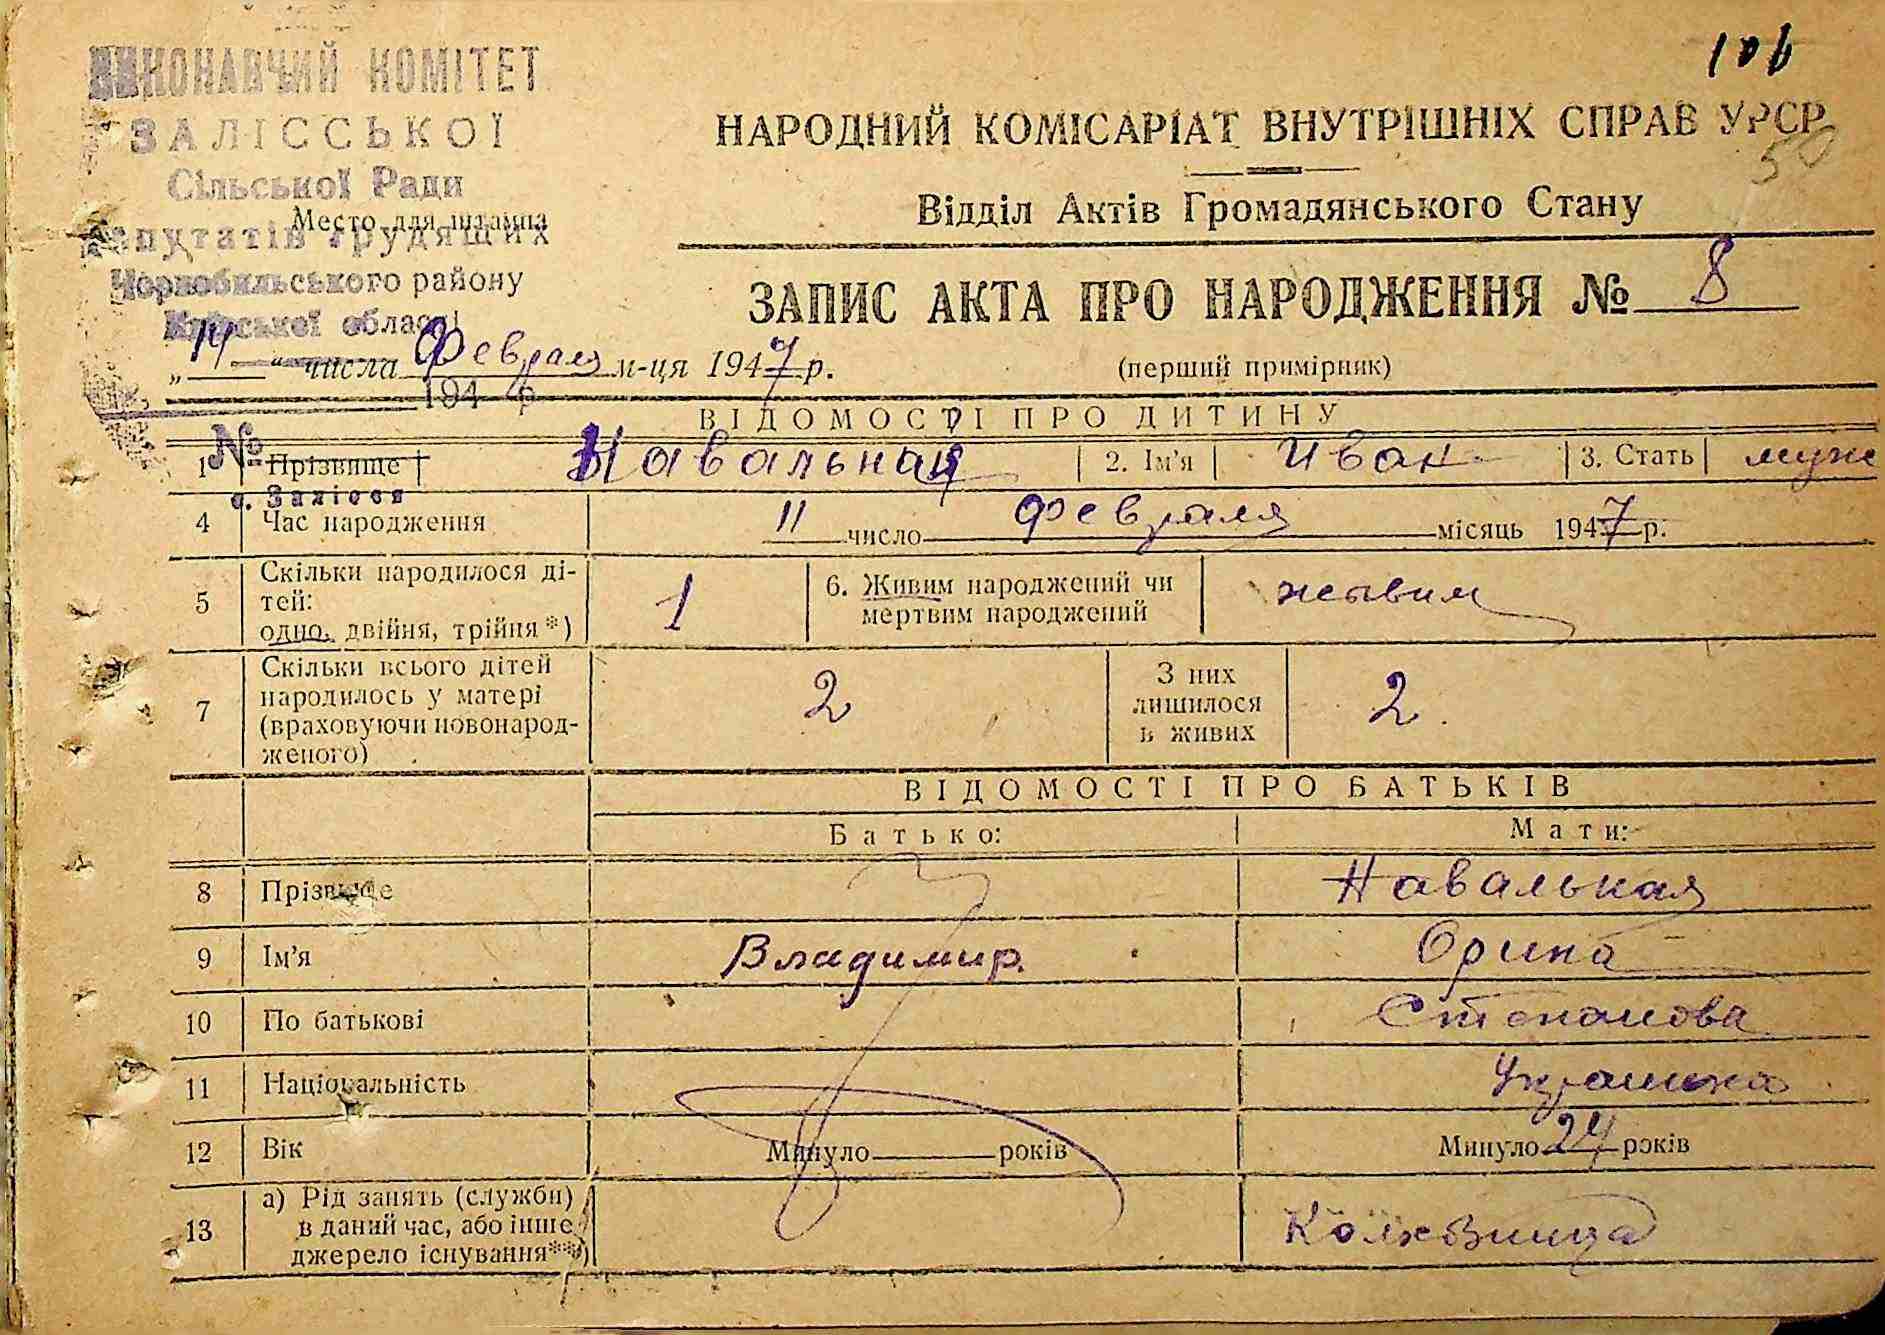 106
50
ВИКОНАВЧИЙ КОМІТЕТ
ЗАЛІССЬКОЇ
Сільської Ради
Депутатів Трудящих
Место для штампа
Чорнобильського району
Київської області
194 р
№
с. Залісся
НАРОДНИЙ КОМІСАРІАТ ВНУТРІШНІХ СПРАВ УРСР
Відділ Актів Громадянського Стану
ЗАПИС АКТА ПРО НАРОДЖЕННЯ № 8
„14“ числа Февраля м-ця 1947 р.
(перший примірник)
ВІДОМОСТІ ПРО ДИТИНУ
1 Прізвище Навальный 2. Ім'я Иван 3. Стать муж
4 Час народження 11 число Февраля місяць 1947 р.
5 Скільки народилося ді-
тей:
одно, двійня, трійня*) 1
6. Живим народжений чи
мертвим народжений живим
7 Скільки всього дітей
народилось у матері
(враховуючи новонарод-
женого) 2
З них
лишилося
в живих 2.
ВІДОМОСТІ ПРО БАТЬКІВ
Батько: Мати:
8 Прізвище Навальная
9 Ім'я Владимир. Орина
10 По батькові Степанова
11 Національність Украинка
12 Вік Минуло років Минуло 24 років
13 а) Рід занять (служби)
в даний час, або інше
джерело існування**) Колхозница